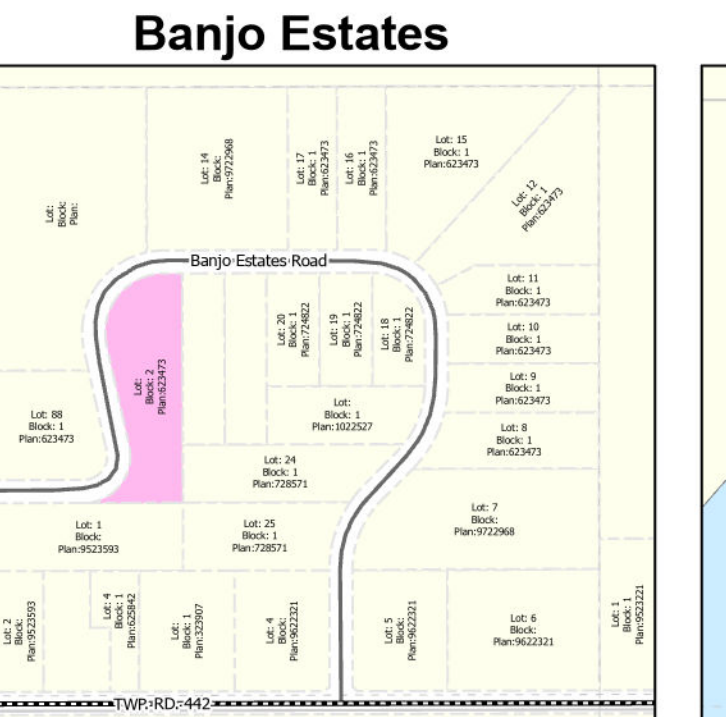 Banjo Estates
Lot: 14
Block:
Plan:9722968
Lot: 17
Block: 1
Plan:623473
Lot: 16
Block: 1
Plan:623473
Lot: 15
Block: 1
Plan:623473
Lot: 12
Block: 1
Plan:623473
Lot:
Block:
Plan:
Banjo Estates Road
Lot: 11
Block: 1
Plan:623473
Lot: 20
Block: 1
Plan:724822
Lot: 19
Block: 1
Plan:724822
Lot: 18
Block: 1
Plan:724822
Lot: 10
Block: 1
Plan:623473
Lot:
Block: 2
Plan:623473
Lot: 9
Block: 1
Plan:623473
Lot: 88
Block: 1
Plan:623473
Lot:
Block: 1
Plan:1022527
Lot: 8
Block: 1
Plan:623473
Lot: 24
Block: 1
Plan:728571
Lot: 7
Block:
Plan:9722968
Lot: 1
Block:
Plan:9523593
Lot: 25
Block: 1
Plan:728571
Lot: 2
Block:
Plan:9523593
Lot: 4
Block: 1
Plan:625842
Lot:
Block: 1
Plan:323907
Lot: 4
Block:
Plan:9622321
Lot: 5
Block:
Plan:9622321
Lot: 6
Block:
Plan:9622321
Lot: 1
Block: 1
Plan:9523221
TWP. RD. 442